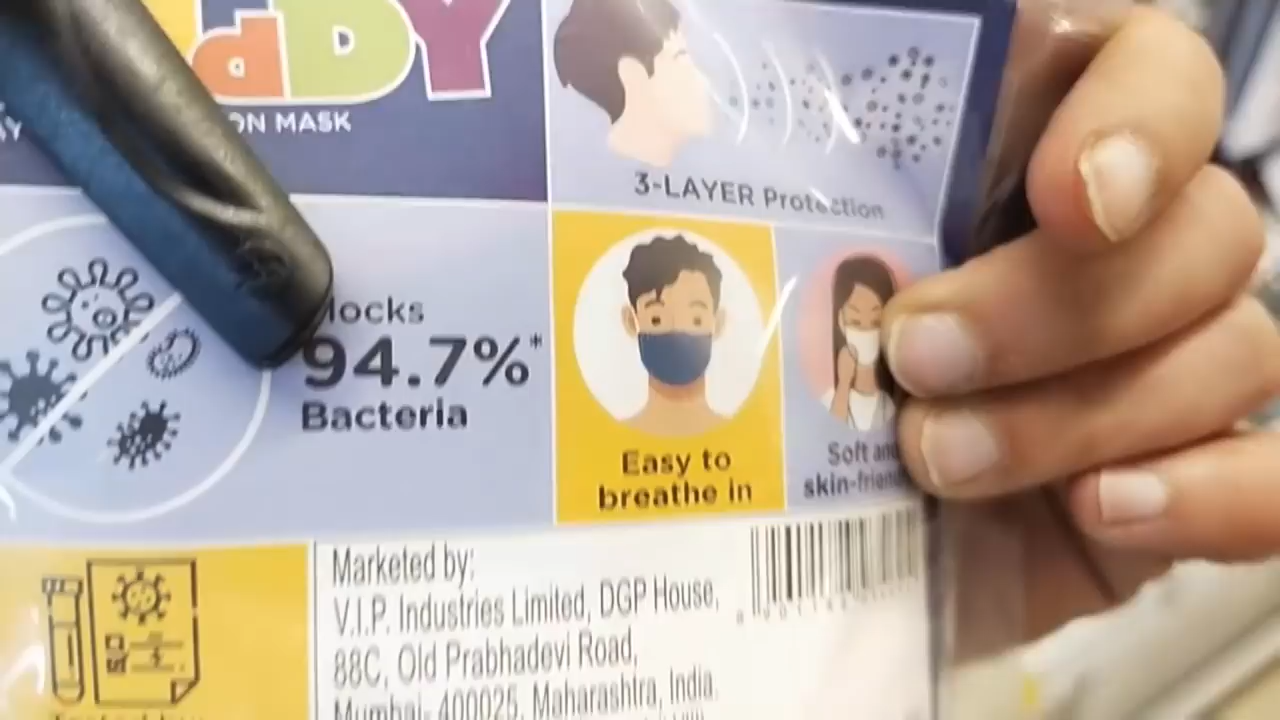 DDY
ON MASK
3-LAYER Protection
locks
94.7%*
Bacteria
Easy to
breathe in
Soft and
skin-frien
Marketed by:
V.I.P. Industries Limited, DGP House,
88C, Old Prabhadevi Road,
Mumbai- 400025, Maharashtra, India.